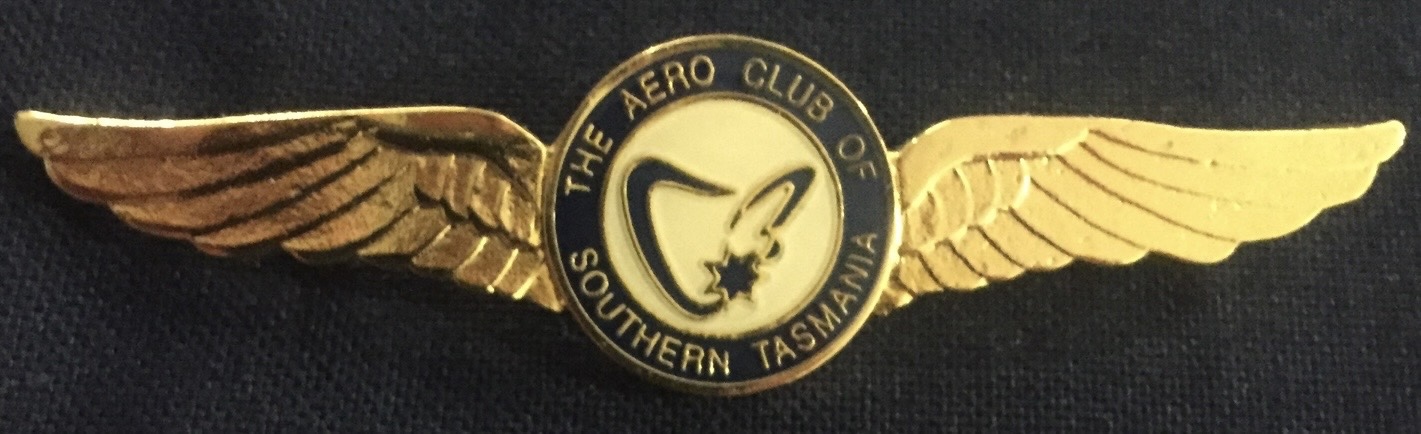 THE AERO CLUB OF
SOUTHERN TASMANIA